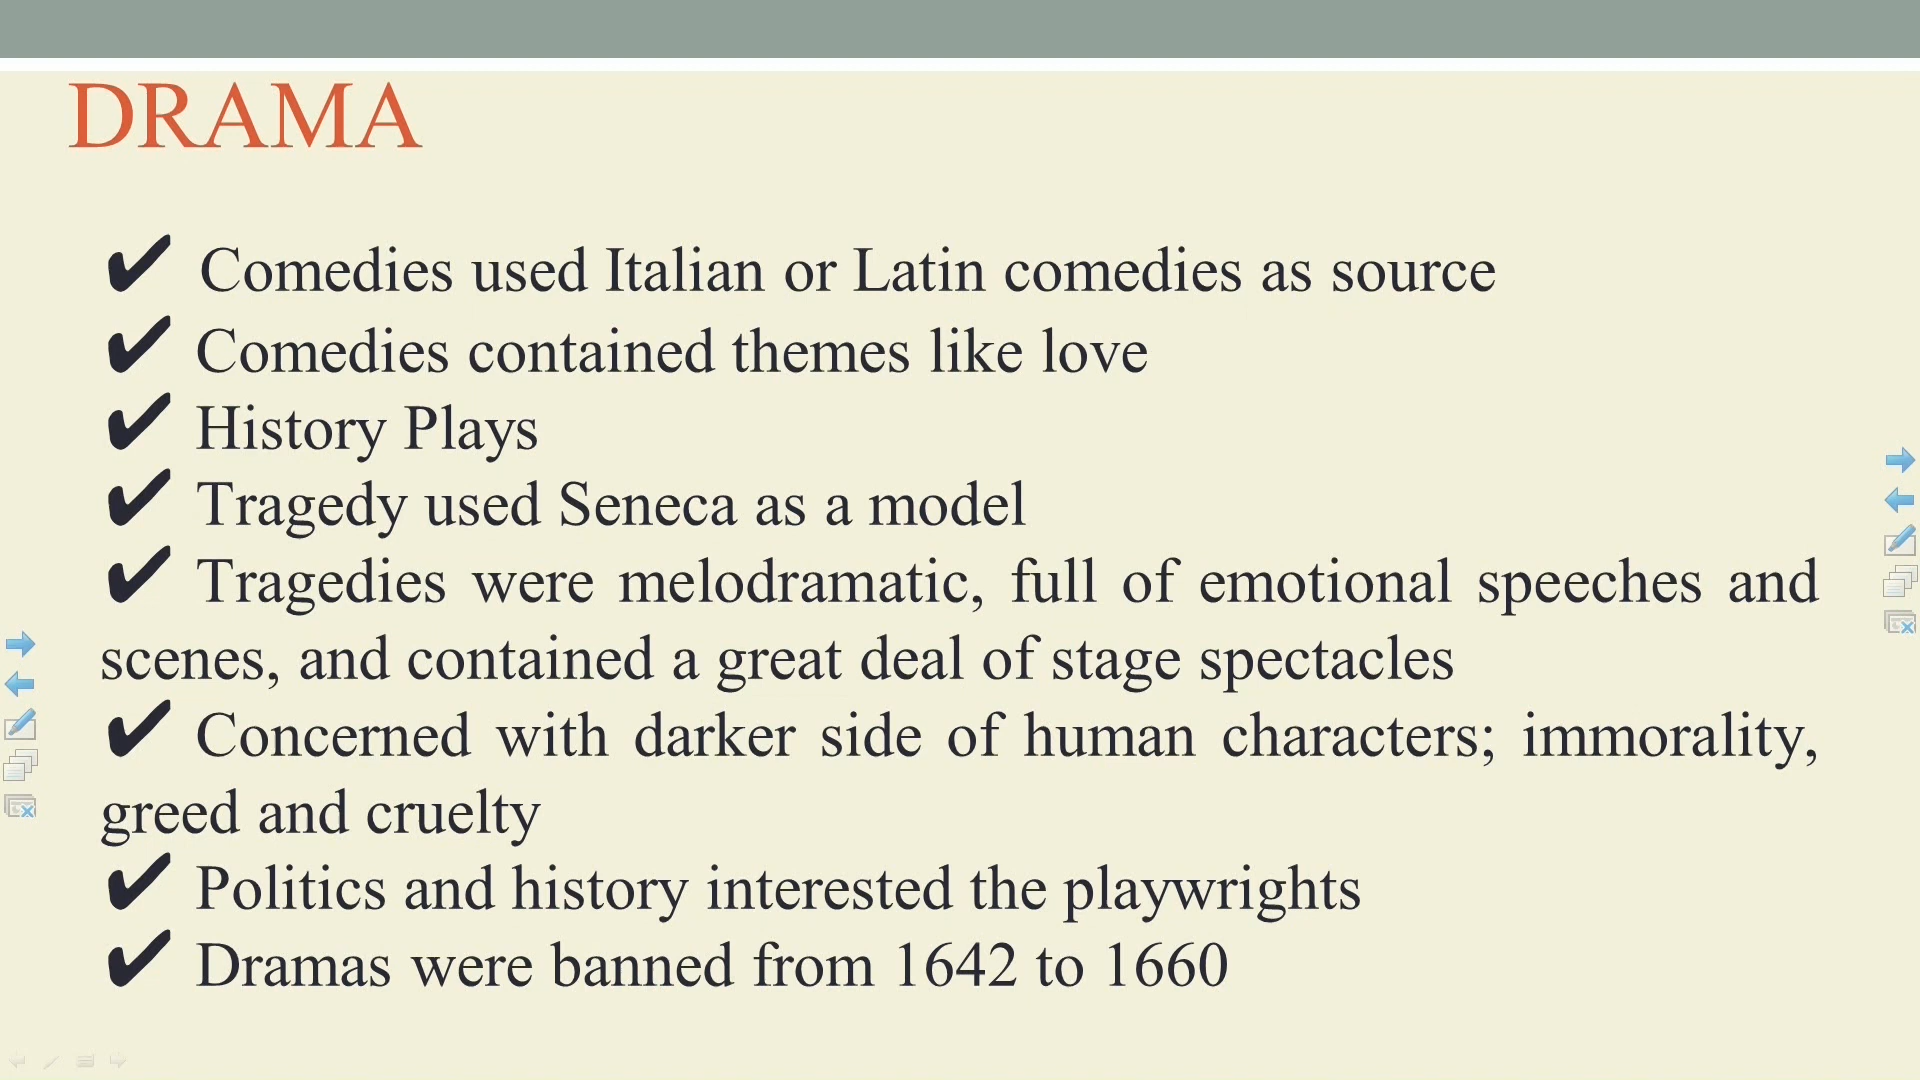 DRAMA
✔ Comedies used Italian or Latin comedies as source
✔ Comedies contained themes like love
✔ History Plays
✔ Tragedy used Seneca as a model
✔ Tragedies were melodramatic, full of emotional speeches and
scenes, and contained a great deal of stage spectacles
✔ Concerned with darker side of human characters; immorality,
greed and cruelty
✔ Politics and history interested the playwrights
✔ Dramas were banned from 1642 to 1660